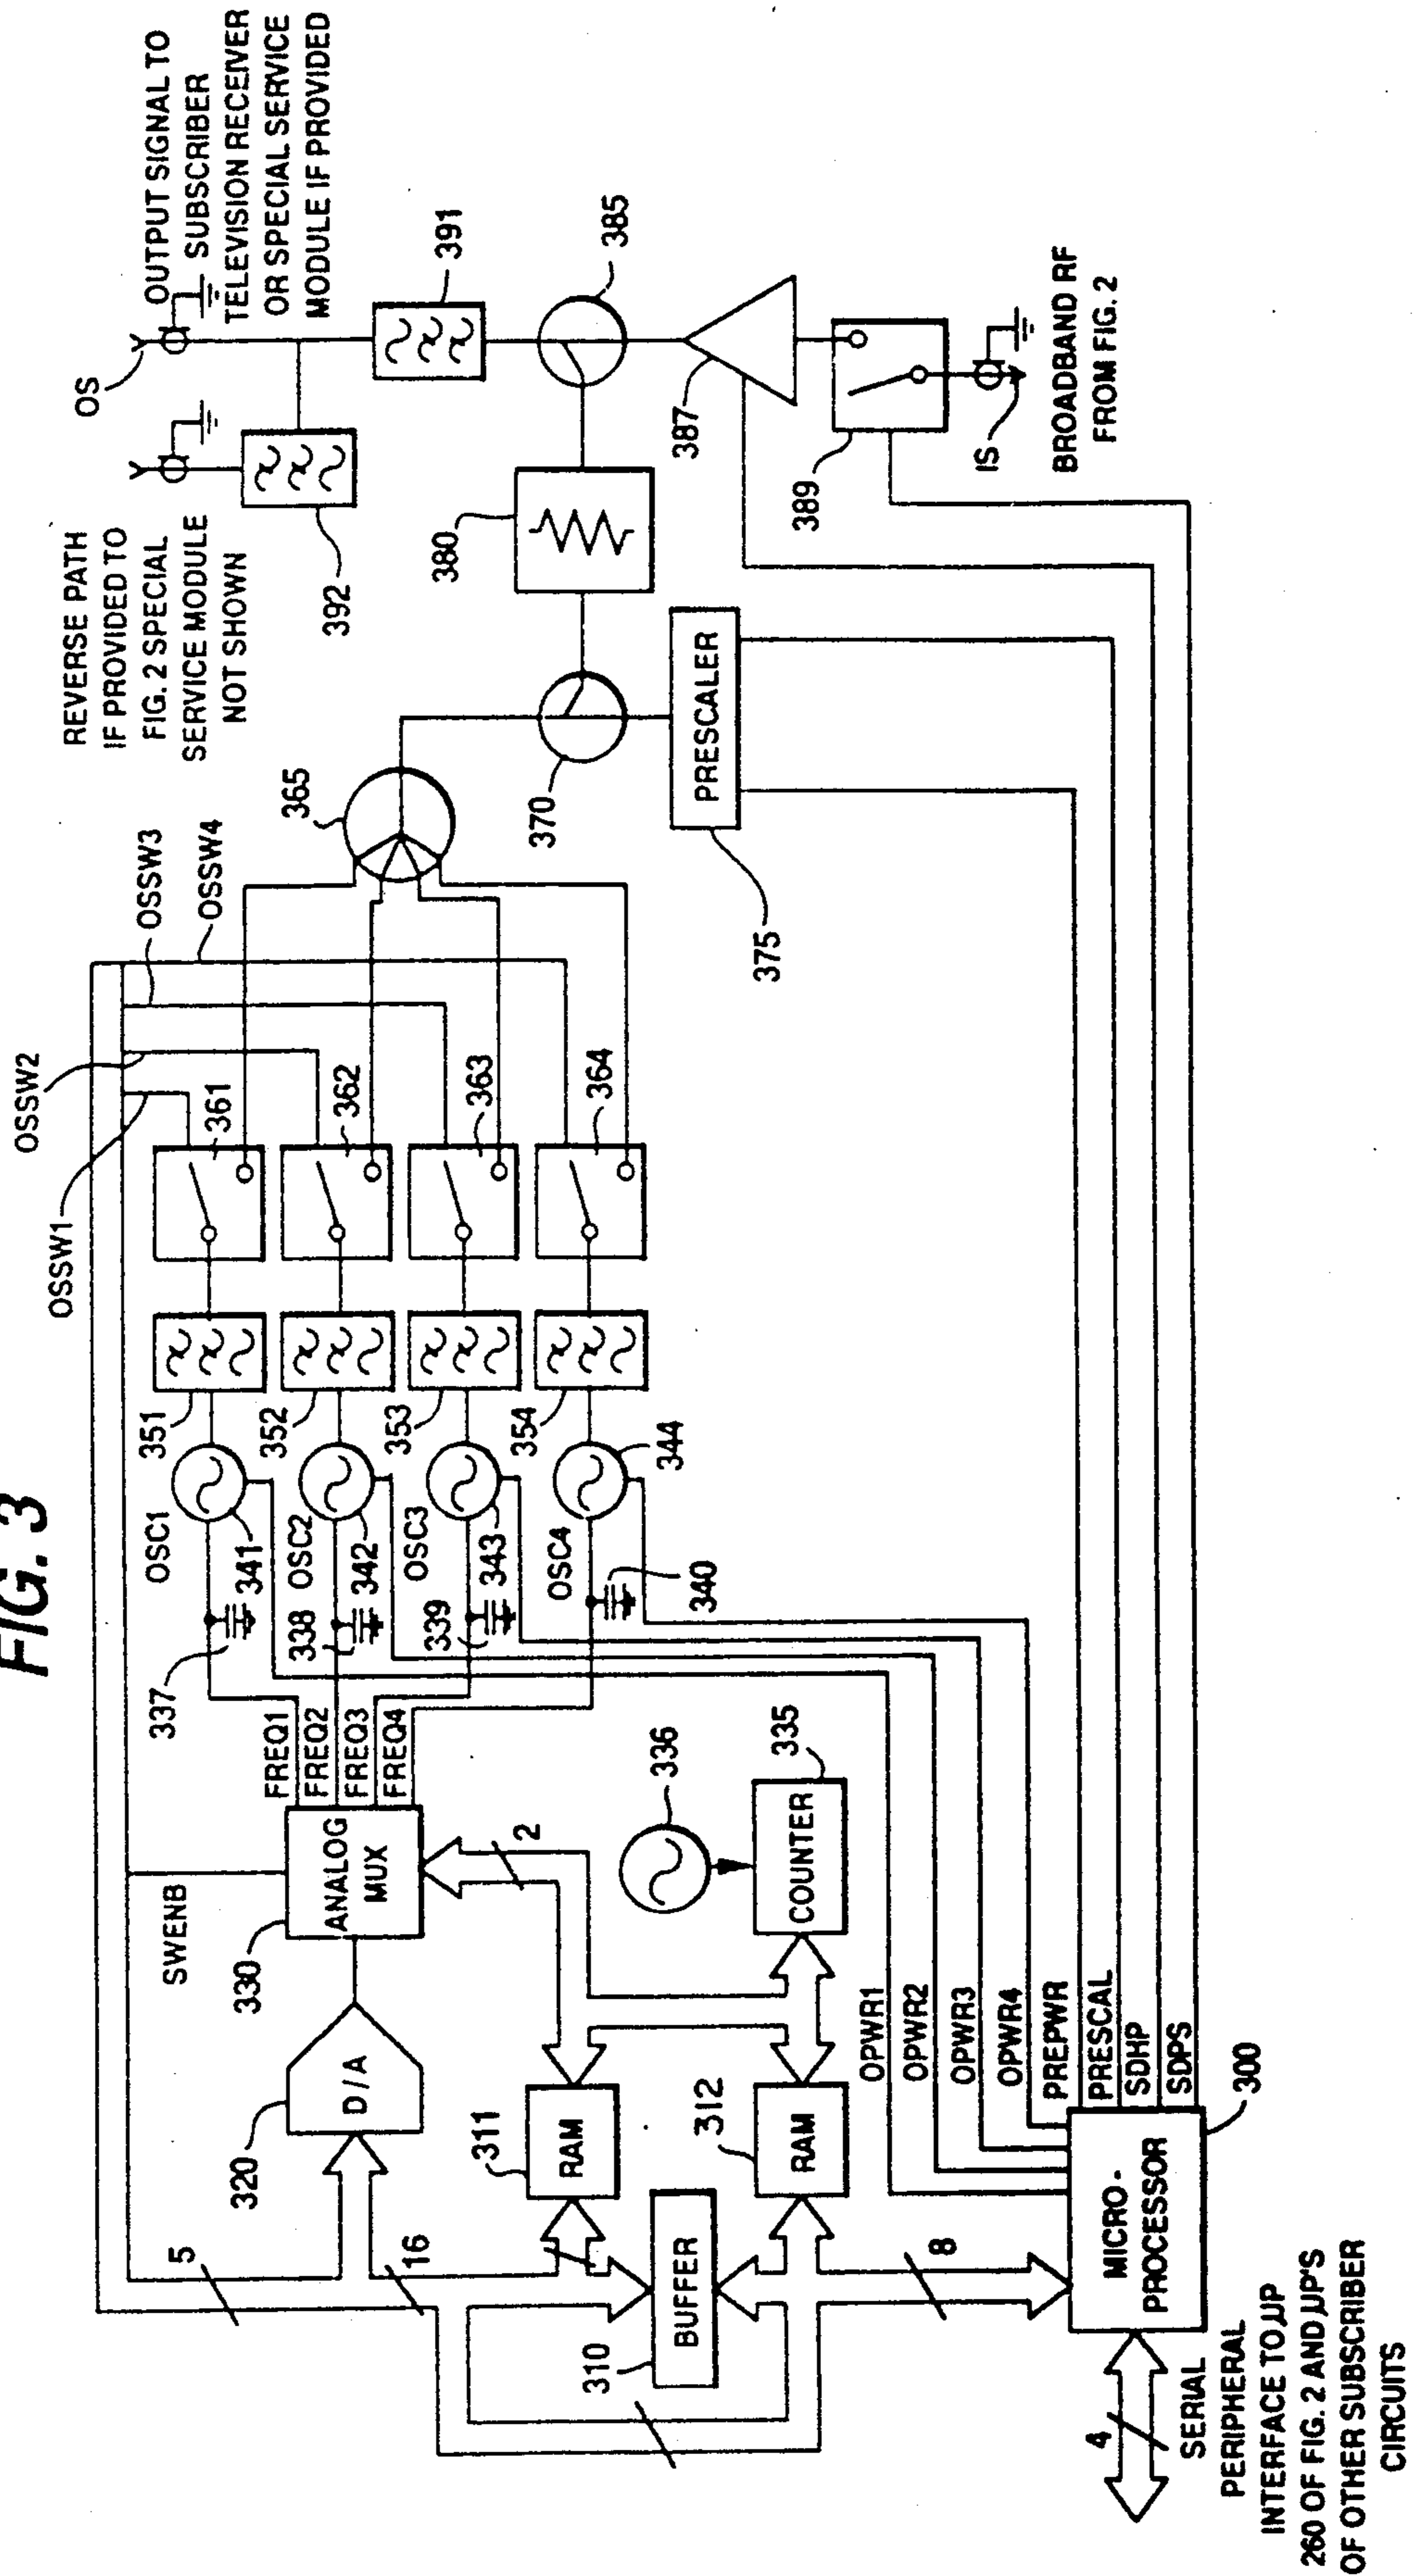 FIG. 3
OSSW1
OSSW2
OSSW3
OSSW4
REVERSE PATH
IF PROVIDED TO
FIG. 2 SPECIAL
SERVICE MODULE
NOT SHOWN
OS
OUTPUT SIGNAL TO
SUBSCRIBER
TELEVISION RECEIVER
OR SPECIAL SERVICE
MODULE IF PROVIDED
5
SWENB
320
D/A
330
ANALOG
MUX
FREQ1
FREQ2
FREQ3
FREQ4
337
338
339
340
OSC1
341
OSC2
342
OSC3
343
OSC4
344
351
352
353
354
361
362
363
364
365
392
391
16
311
RAM
2
336
310
BUFFER
312
RAM
COUNTER
335
370
380
385
PRESCALER
375
387
389
IS
BROADBAND RF
FROM FIG. 2
8
OPWR1
OPWR2
OPWR3
OPWR4
PREPWR
PRESCAL
SDHP
SDPS
MICRO-
PROCESSOR
300
4
SERIAL
PERIPHERAL
INTERFACE TO µP
260 OF FIG. 2 AND µP'S
OF OTHER SUBSCRIBER
CIRCUITS